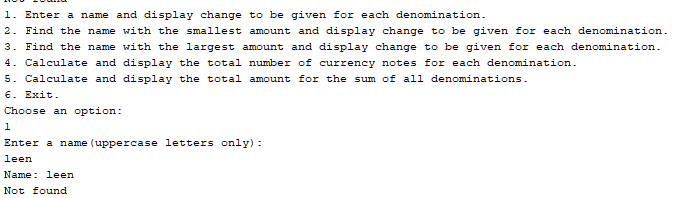 Not found
1. Enter a name and display change to be given for each denomination.
2. Find the name with the smallest amount and display change to be given for each denomination.
3. Find the name with the largest amount and display change to be given for each denomination.
4. Calculate and display the total number of currency notes for each denomination.
5. Calculate and display the total amount for the sum of all denominations.
6. Exit.
Choose an option:
1
Enter a name(uppercase letters only):
leen
Name: leen
Not found